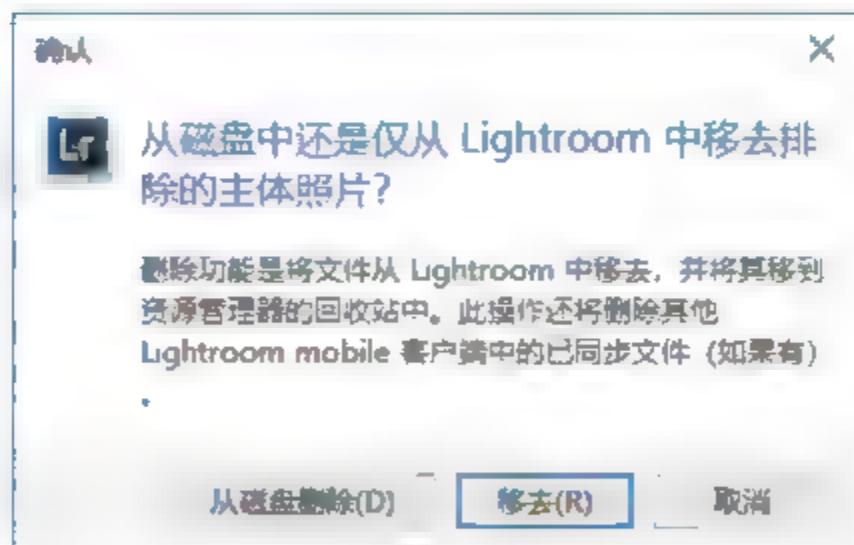 确认
Lr
从磁盘中还是仅从 Lightroom 中移去排
除的主体照片?
删除功能是将文件从 Lightroom 中移去，并将其移到
资源管理器的回收站中。此操作还将删除其他
Lightroom mobile 客户端中的已同步文件 (如果有)
。
从磁盘删除(D) 移去(R) 取消